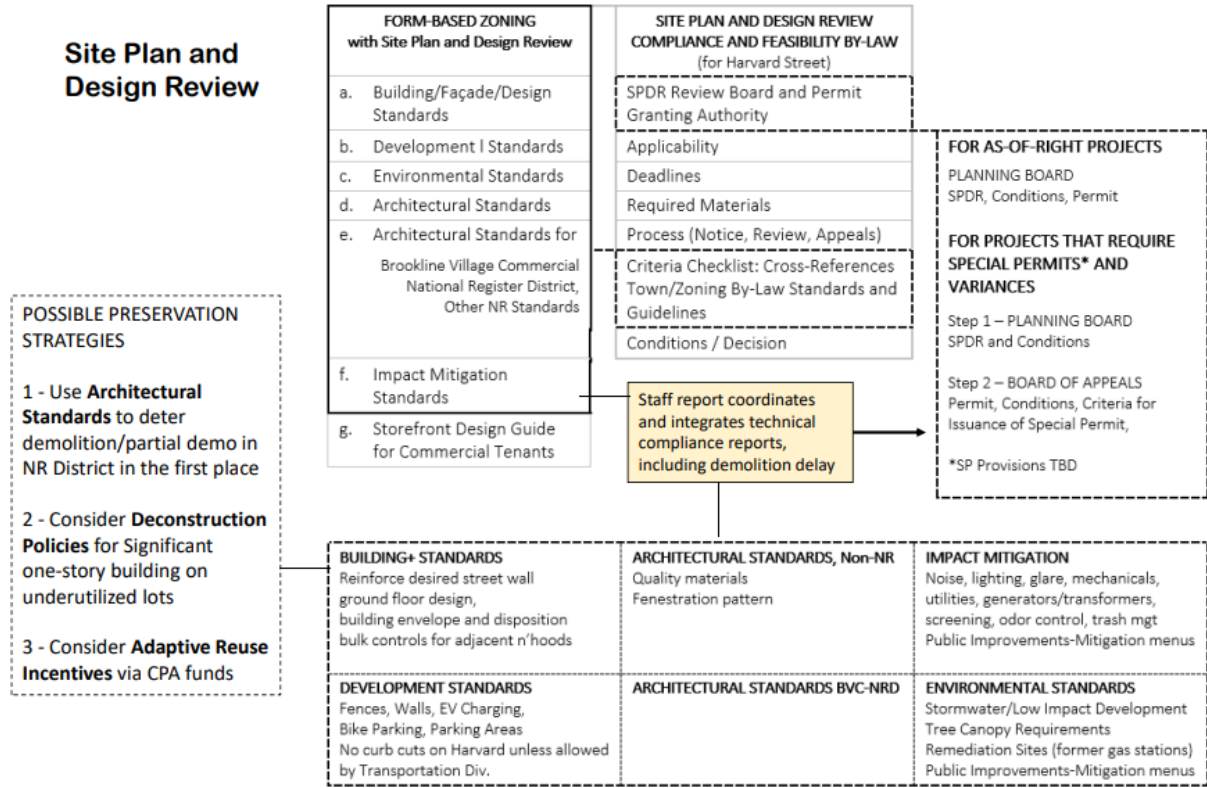 Site Plan and
Design Review
FORM-BASED ZONING
with Site Plan and Design Review
a. Building/Façade/Design
Standards
b. Development l Standards
c. Environmental Standards
d. Architectural Standards
e. Architectural Standards for
Brookline Village Commercial
National Register District,
Other NR Standards
f. Impact Mitigation
Standards
g. Storefront Design Guide
for Commercial Tenants
SITE PLAN AND DESIGN REVIEW
COMPLIANCE AND FEASIBILITY BY-LAW
(for Harvard Street)
SPDR Review Board and Permit
Granting Authority
Applicability
Deadlines
Required Materials
Process (Notice, Review, Appeals)
Criteria Checklist: Cross-References
Town/Zoning By-Law Standards and
Guidelines
Conditions / Decision
FOR AS-OF-RIGHT PROJECTS
PLANNING BOARD
SPDR, Conditions, Permit
FOR PROJECTS THAT REQUIRE
SPECIAL PERMITS* AND
VARIANCES
Step 1 – PLANNING BOARD
SPDR and Conditions
Step 2 – BOARD OF APPEALS
Permit, Conditions, Criteria for
Issuance of Special Permit,
*SP Provisions TBD
POSSIBLE PRESERVATION
STRATEGIES
1 - Use Architectural
Standards to deter
demolition/partial demo in
NR District in the first place
2 - Consider Deconstruction
Policies for Significant
one-story building on
underutilized lots
3 - Consider Adaptive Reuse
Incentives via CPA funds
Staff report coordinates
and integrates technical
compliance reports,
including demolition delay
BUILDING+ STANDARDS
Reinforce desired street wall
ground floor design,
building envelope and disposition
bulk controls for adjacent n'hoods
ARCHITECTURAL STANDARDS, Non-NR
Quality materials
Fenestration pattern
IMPACT MITIGATION
Noise, lighting, glare, mechanicals,
utilities, generators/transformers,
screening, odor control, trash mgt
Public Improvements-Mitigation menus
DEVELOPMENT STANDARDS
Fences, Walls, EV Charging,
Bike Parking, Parking Areas
No curb cuts on Harvard unless allowed
by Transportation Div.
ARCHITECTURAL STANDARDS BVC-NRD
ENVIRONMENTAL STANDARDS
Stormwater/Low Impact Development
Tree Canopy Requirements
Remediation Sites (former gas stations)
Public Improvements-Mitigation menus